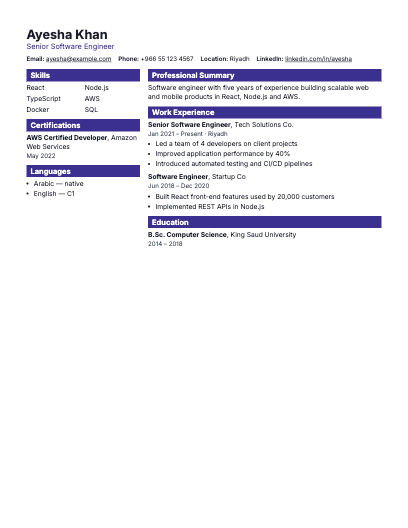 Ayesha Khan
Senior Software Engineer
Email: ayesha@example.com Phone: +966 55 123 4567 Location: Riyadh LinkedIn: linkedin.com/in/ayesha
Skills
React Node.js
TypeScript AWS
Docker SQL
Certifications
AWS Certified Developer, Amazon
Web Services
May 2022
Languages
• Arabic — native
• English — C1
Professional Summary
Software engineer with five years of experience building scalable web
and mobile products in React, Node.js and AWS.
Work Experience
Senior Software Engineer, Tech Solutions Co.
Jan 2021 – Present · Riyadh
• Led a team of 4 developers on client projects
• Improved application performance by 40%
• Introduced automated testing and CI/CD pipelines
Software Engineer, Startup Co
Jun 2018 – Dec 2020
• Built React front-end features used by 20,000 customers
• Implemented REST APIs in Node.js
Education
B.Sc. Computer Science, King Saud University
2014 – 2018